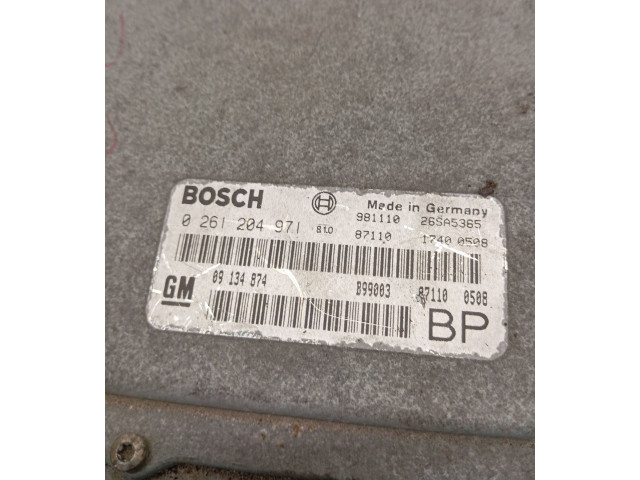 BOSCH Made in Germany
981110 26SA5365
0 261 204 971 87110 1740 0508
GM 09 134 874 B99003 87110 0508
BP